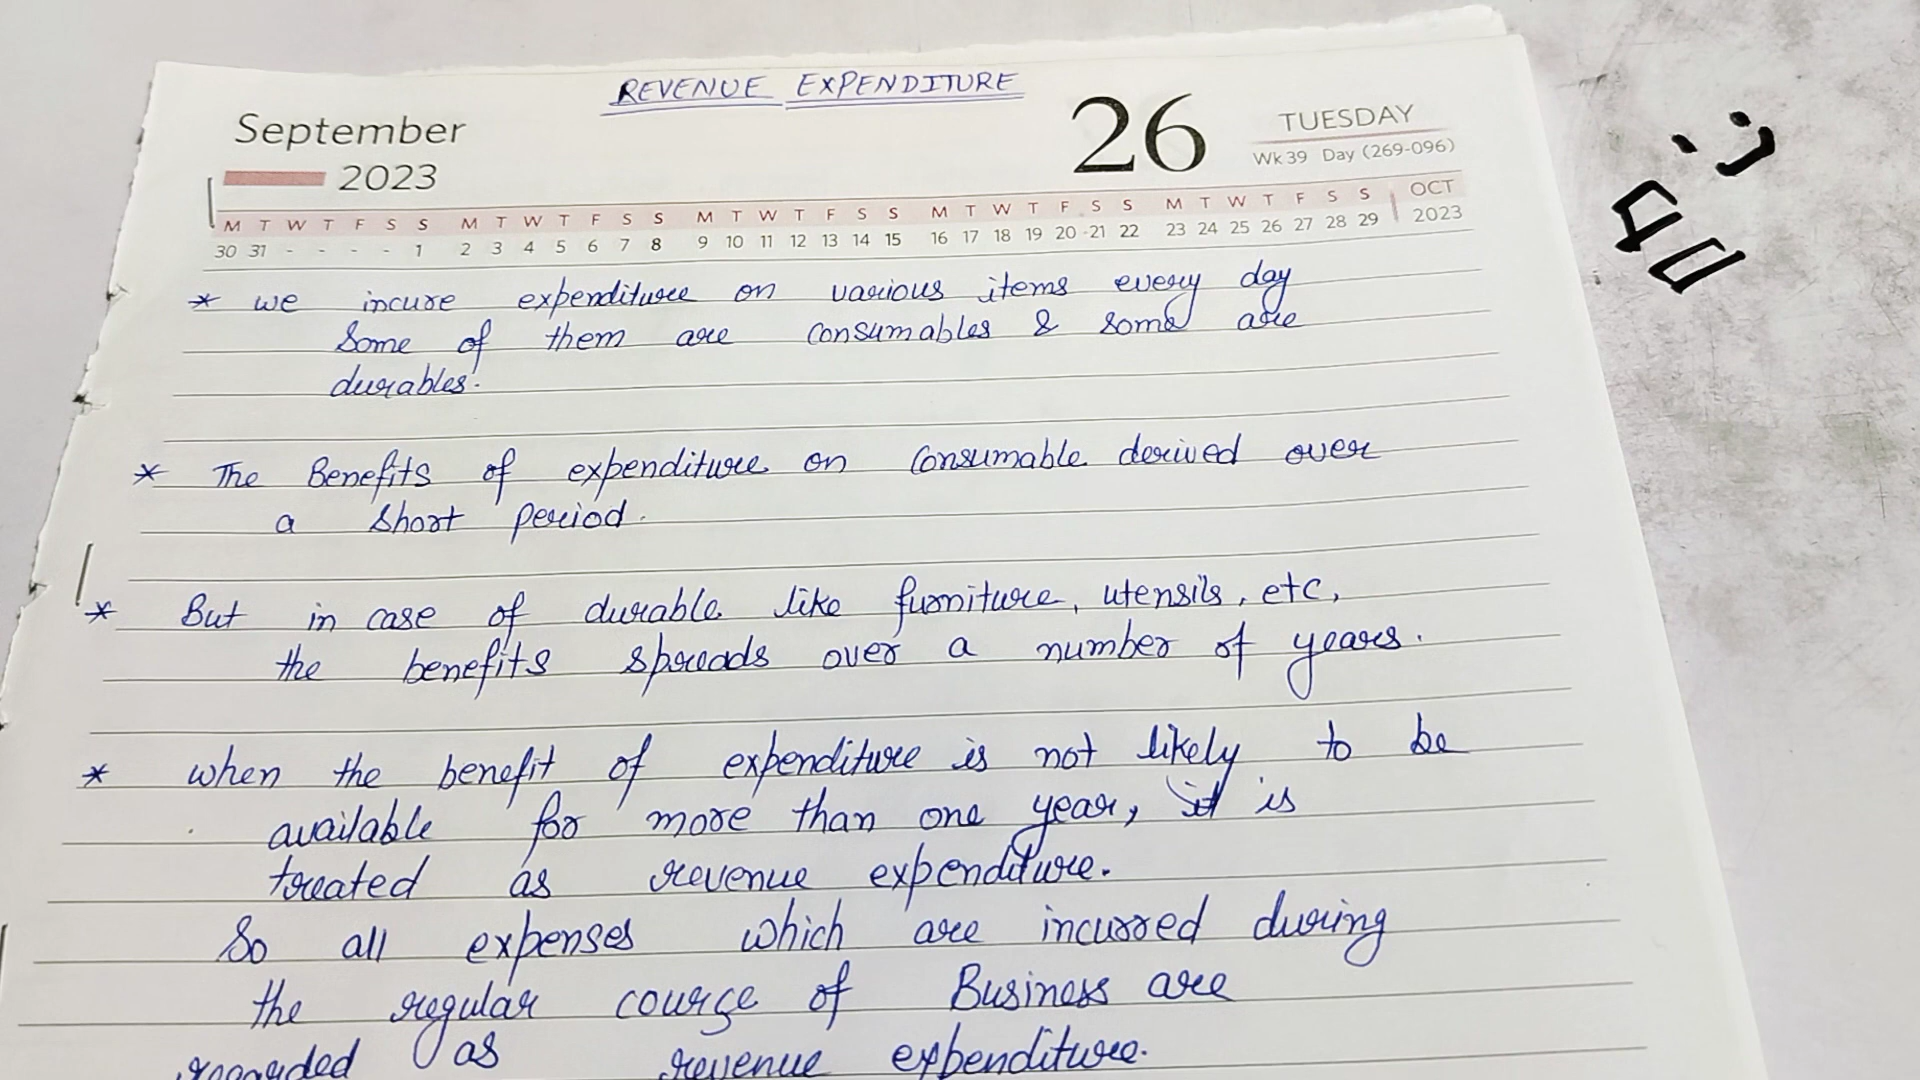 REVENUE EXPENDITURE
September
2023
26
TUESDAY
Wk 39 Day (269-096)
M T W T F S S M T W T F S S M T W T F S S M T W T F S S M T W T F S S OCT
30 31 - - - - 1 2 3 4 5 6 7 8 9 10 11 12 13 14 15 16 17 18 19 20 21 22 23 24 25 26 27 28 29 2023
* we incure expenditure on various items every day
Some of them are consumables & some are
durables.
* The Benefits of expenditure on consumable derived over
a short period.
* But in case of durable like furniture, utensils, etc,
the benefits spreads over a number of years.
* when the benefit of expenditure is not likely to be
available for more than one year, it is
treated as revenue expenditure.
So all expenses which are incurred during
the regular cource of Business are
regarded as revenue expenditure.